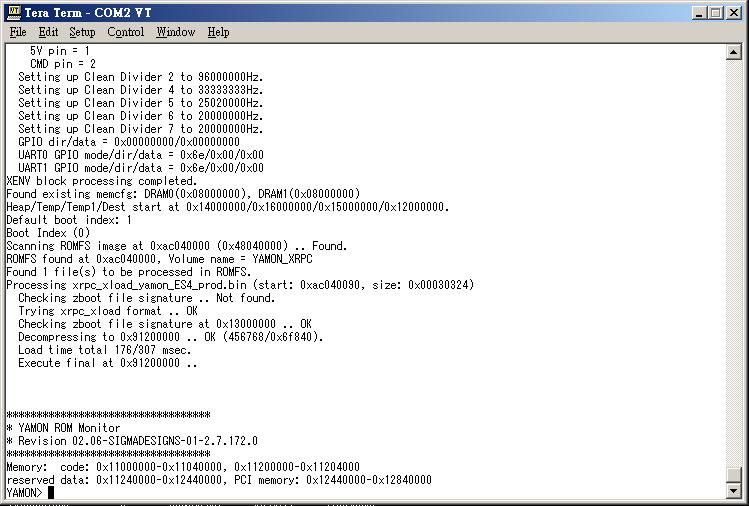 Tera Term - COM2 VT
File Edit Setup Control Window Help
5V pin = 1
CMD pin = 2
Setting up Clean Divider 2 to 96000000Hz.
Setting up Clean Divider 4 to 33333333Hz.
Setting up Clean Divider 5 to 25020000Hz.
Setting up Clean Divider 6 to 20000000Hz.
Setting up Clean Divider 7 to 20000000Hz.
GPIO dir/data = 0x00000000/0x00000000
UART0 GPIO mode/dir/data = 0x6e/0x00/0x00
UART1 GPIO mode/dir/data = 0x6e/0x00/0x00
XENV block processing completed.
Found existing memcfg: DRAM0(0x08000000), DRAM1(0x08000000)
Heap/Temp/Temp1/Dest start at 0x14000000/0x16000000/0x15000000/0x12000000.
Default boot index: 1
Boot Index (0)
Scanning ROMFS image at 0xac040000 (0x48040000) .. Found.
ROMFS found at 0xac040000, Volume name = YAMON_XRPC
Found 1 file(s) to be processed in ROMFS.
Processing xrpc_xload_yamon_ES4_prod.bin (start: 0xac040090, size: 0x00030324)
Checking zboot file signature .. Not found.
Trying xrpc_xload format .. OK
Checking zboot file signature at 0x13000000 .. OK
Decompressing to 0x91200000 .. OK (456768/0x6f840).
Load time total 176/307 msec.
Execute final at 0x91200000 ..
**********************************
* YAMON ROM Monitor
* Revision 02.06-SIGMADESIGNS-01-2.7.172.0
**********************************
Memory: code: 0x11000000-0x11040000, 0x11200000-0x11204000
reserved data: 0x11240000-0x12440000, PCI memory: 0x12440000-0x12840000
YAMON>